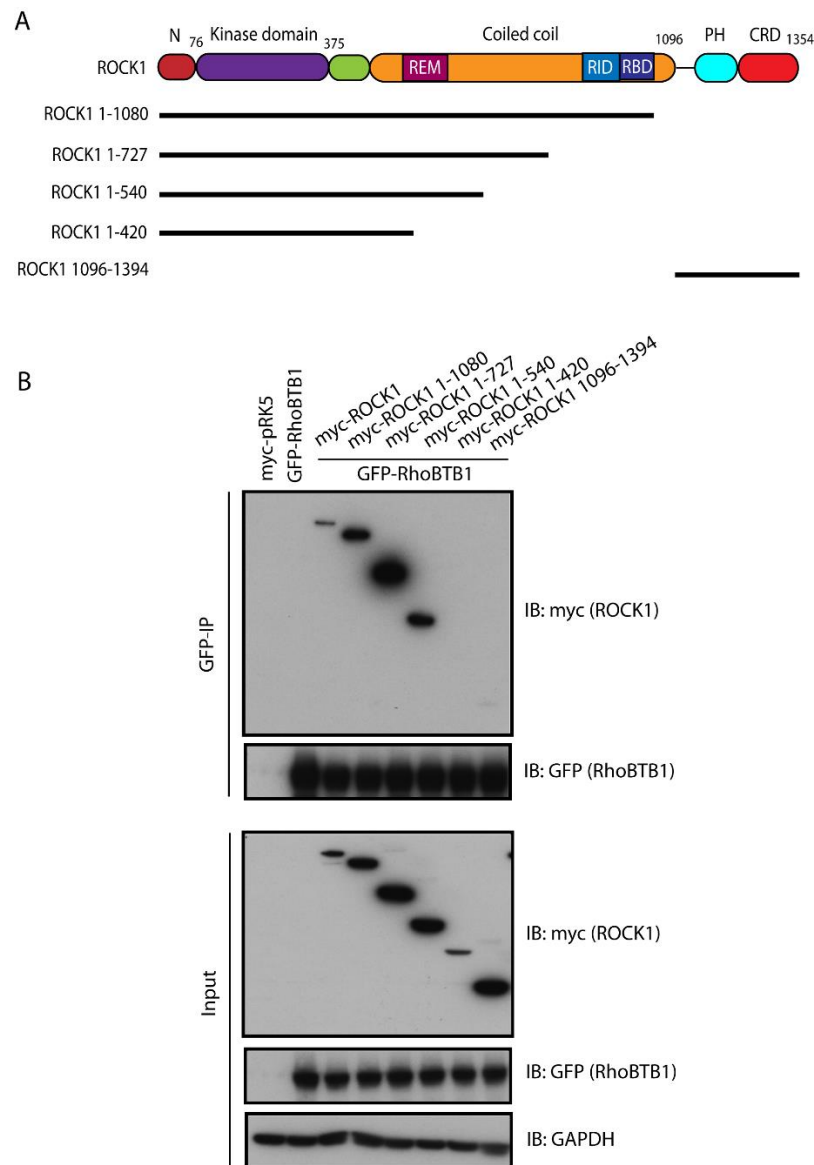 A
N 76 Kinase domain 375 Coiled coil 1096 PH CRD 1354
ROCK1 REM RID RBD
ROCK1 1-1080
ROCK1 1-727
ROCK1 1-540
ROCK1 1-420
ROCK1 1096-1394
B
myc-pRK5
GFP-RhoBTB1
myc-ROCK1
myc-ROCK1 1-1080
myc-ROCK1 1-727
myc-ROCK1 1-540
myc-ROCK1 1-420
myc-ROCK1 1096-1394
GFP-RhoBTB1
GFP-IP
IB: myc (ROCK1)
IB: GFP (RhoBTB1)
Input
IB: myc (ROCK1)
IB: GFP (RhoBTB1)
IB: GAPDH